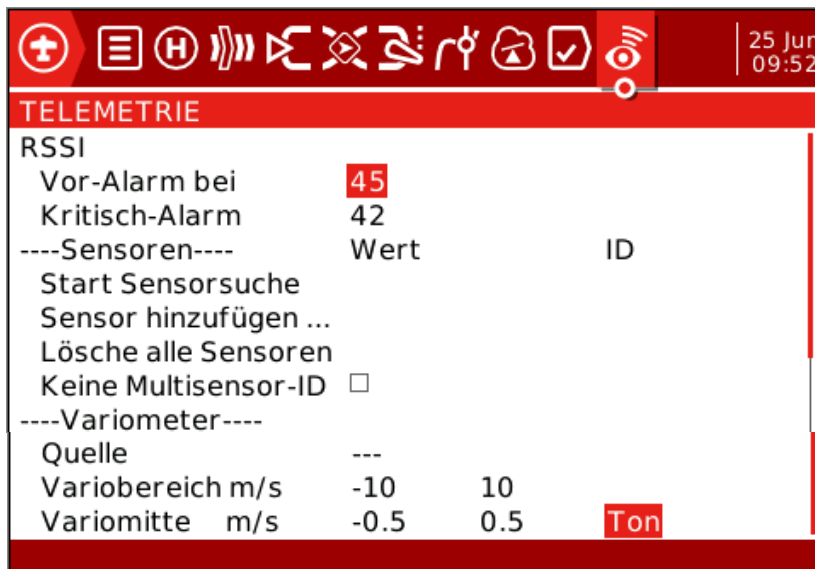 H
25 Jun
09:52
TELEMETRIE
RSSI
Vor-Alarm bei 45
Kritisch-Alarm 42
----Sensoren---- Wert ID
Start Sensorsuche
Sensor hinzufügen ...
Lösche alle Sensoren
Keine Multisensor-ID
----Variometer----
Quelle ---
Variobereich m/s -10 10
Variomitte m/s -0.5 0.5 Ton